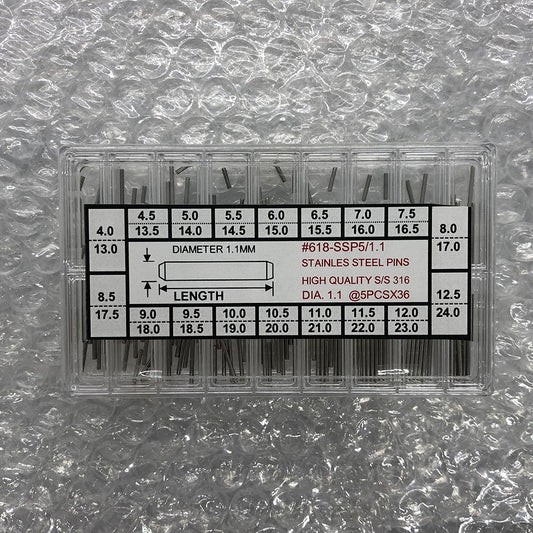 4.5 5.0 5.5 6.0 6.5 7.0 7.5
13.5 14.0 14.5 15.0 15.5 16.0 16.5
4.0
13.0
8.0
17.0
DIAMETER 1.1MM
LENGTH
#618-SSP5/1.1
STAINLES STEEL PINS
HIGH QUALITY S/S 316
DIA. 1.1 @5PCSX36
8.5
17.5
12.5
24.0
9.0 9.5 10.0 10.5 11.0 11.5 12.0
18.0 18.5 19.0 20.0 21.0 22.0 23.0